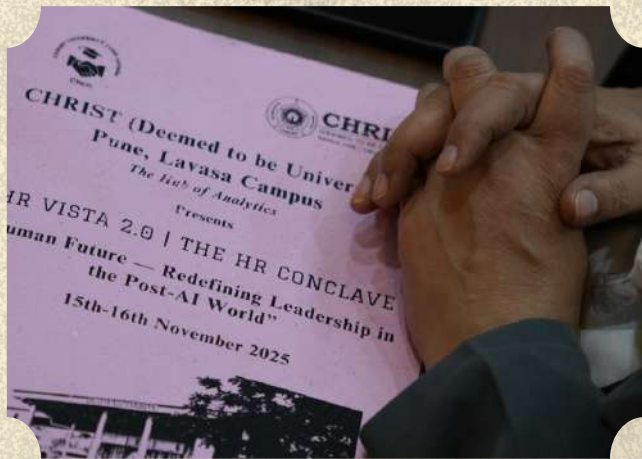 CHRIST (Deemed to be Univer
Pune, Lavasa Campus
The Hub of Analytics
Presents
HR VISTA 2.0 | THE HR CONCLAVE
uman Future — Redefining Leadership in
the Post-AI World”
15th-16th November 2025
CHRI